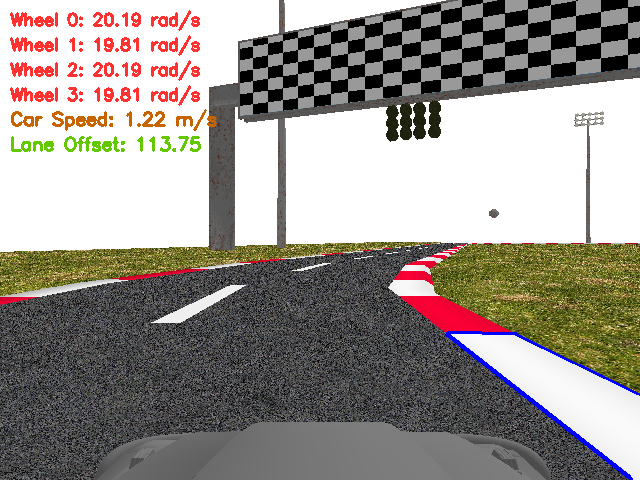 Wheel 0: 20.19 rad/s
Wheel 1: 19.81 rad/s
Wheel 2: 20.19 rad/s
Wheel 3: 19.81 rad/s
Car Speed: 1.22 m/s
Lane Offset: 113.75